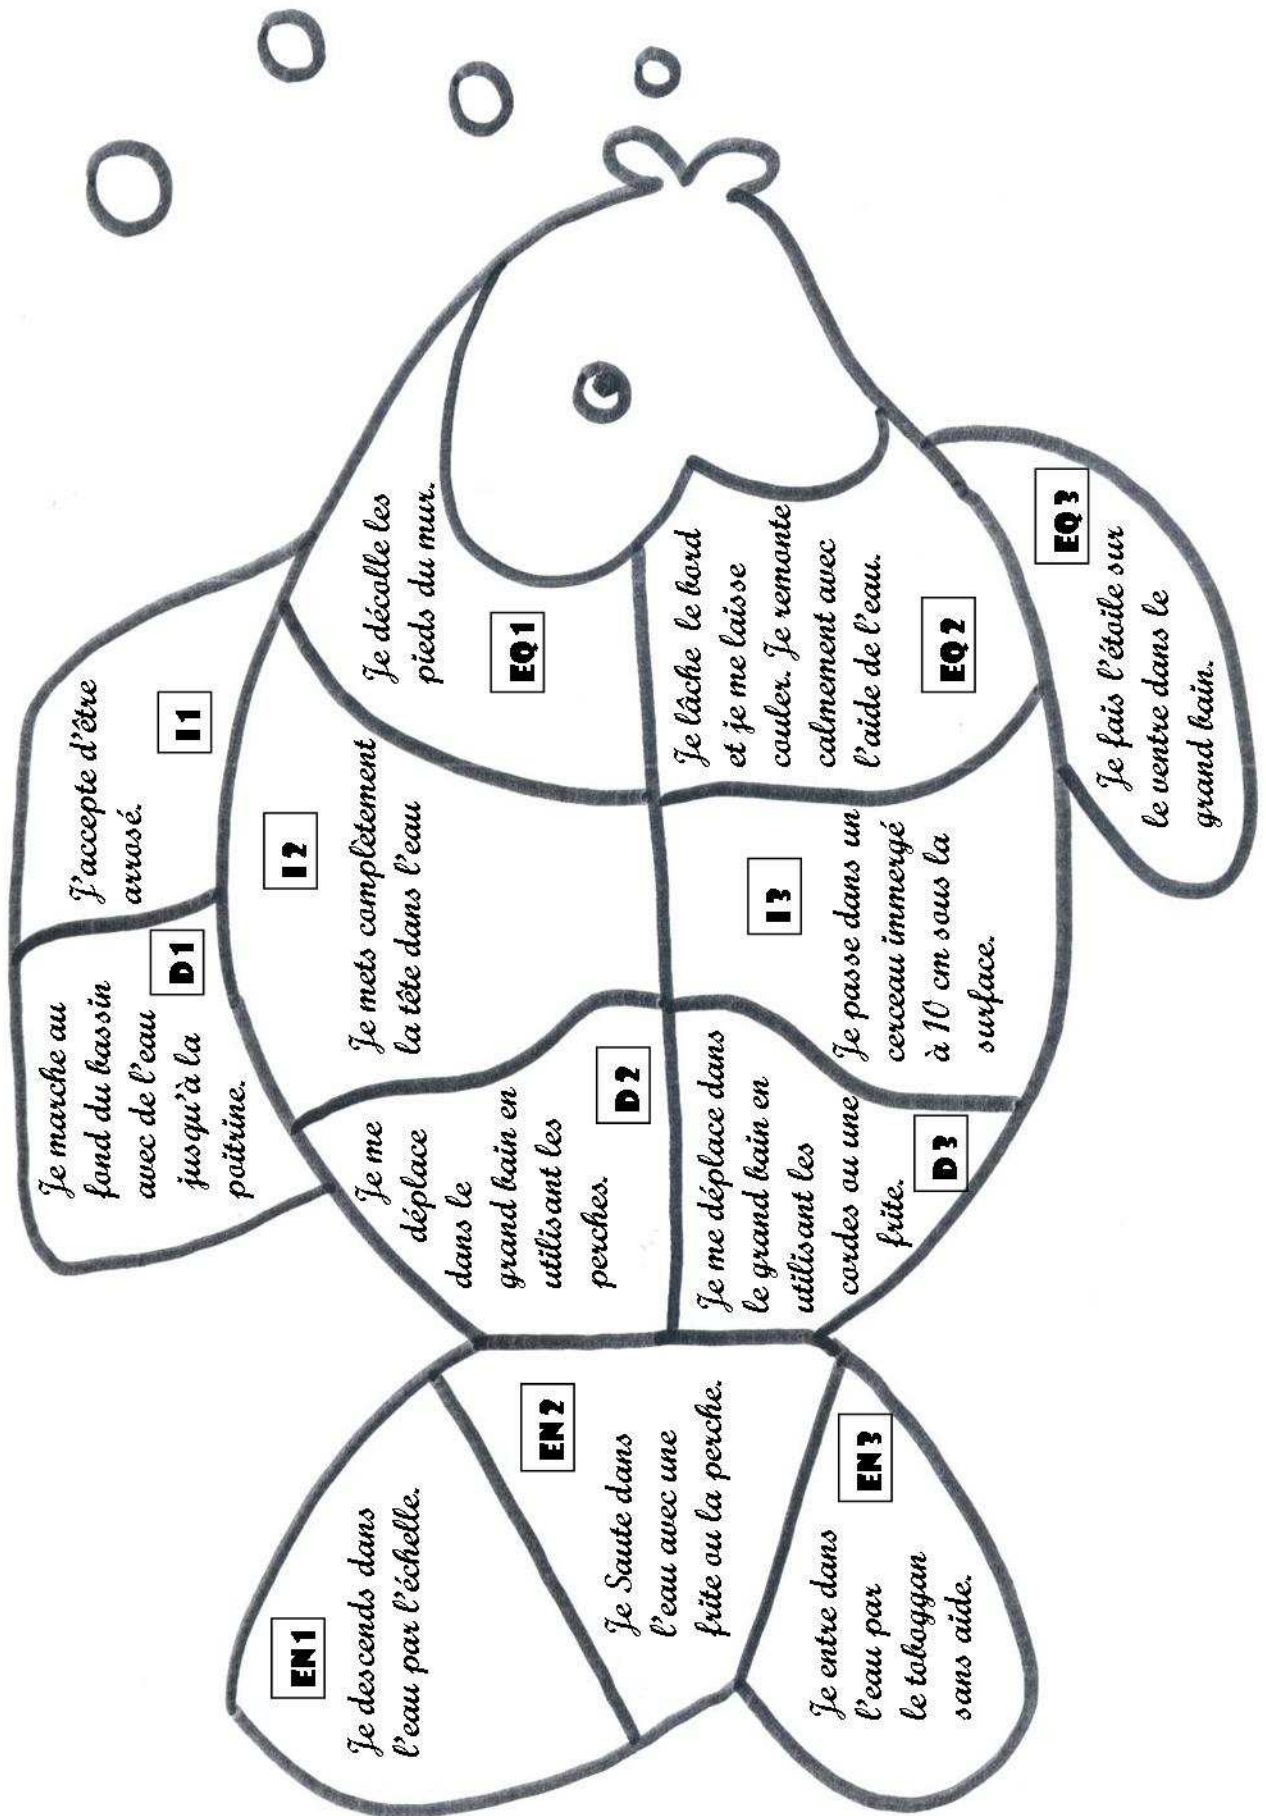 EN1
Je descends dans
l'eau par l'échelle.
EN2
Je Saute dans
l'eau avec une
frite ou la perche.
EN3
Je entre dans
l'eau par
le toboggan
sans aide.
Je marche au
fond du bassin
avec de l'eau
jusqu'à la
poitrine.
D1
Je me
déplace
dans le
grand bain en
utilisant les
perches.
D2
Je me déplace dans
le grand bain en
utilisant les
cordes ou une
frite.
D3
J'accepte d'être
arrosé.
I1
I2
Je mets complètement
la tête dans l'eau
I3
Je passe dans un
cerceau immergé
à 10 cm sous la
surface.
Je décolle les
pieds du mur.
EQ1
Je lâche le bord
et je me laisse
couler. Je remonte
calmement avec
l'aide de l'eau.
EQ2
EQ3
Je fais l'étoile sur
le ventre dans le
grand bain.